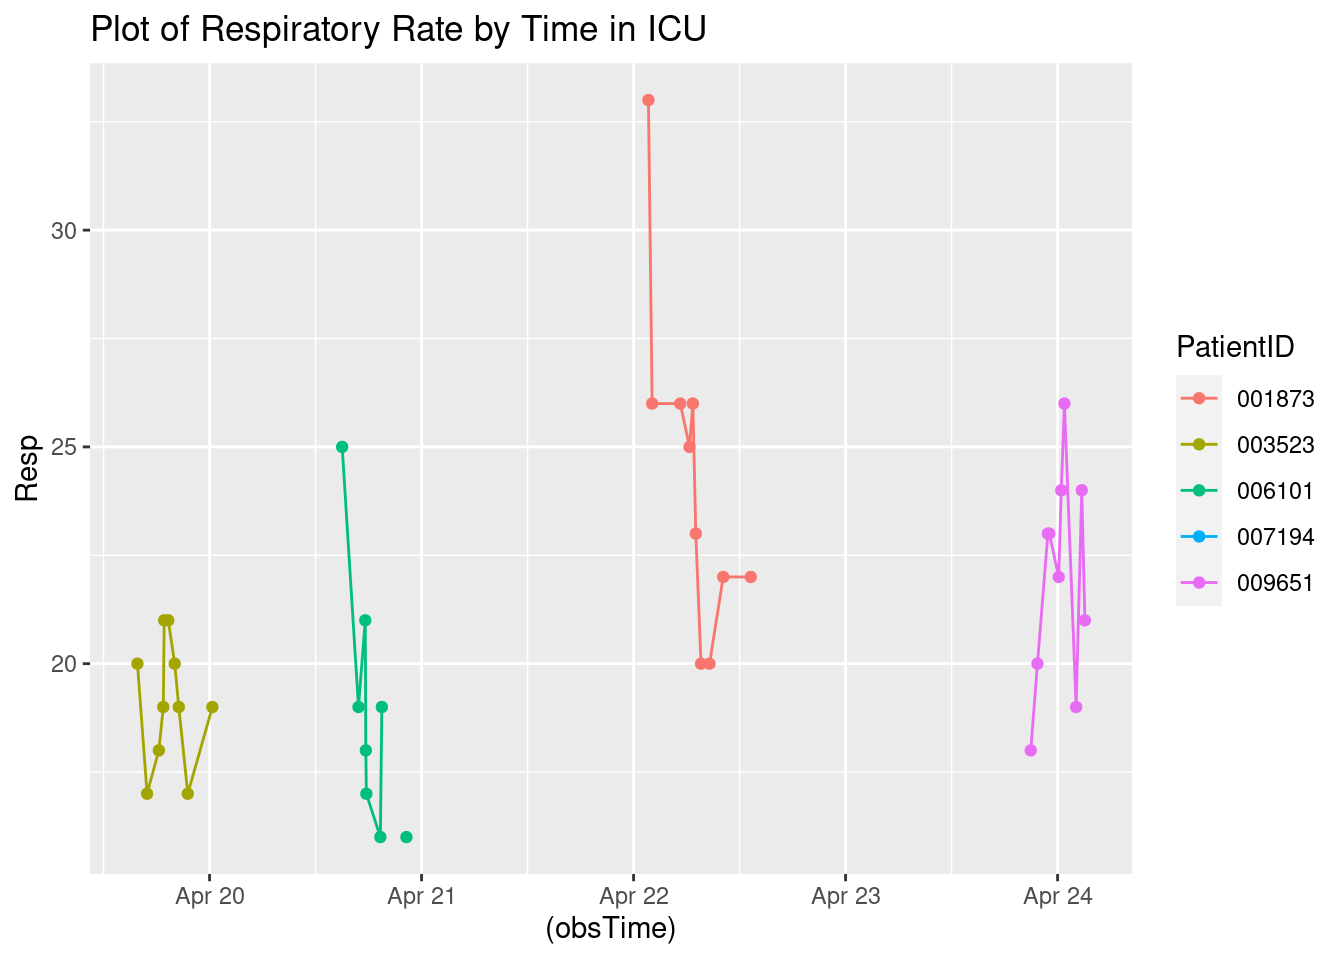 Plot of Respiratory Rate by Time in ICU
30
25
20
Resp
Apr 20 Apr 21 Apr 22 Apr 23 Apr 24
(obsTime)
PatientID
001873
003523
006101
007194
009651